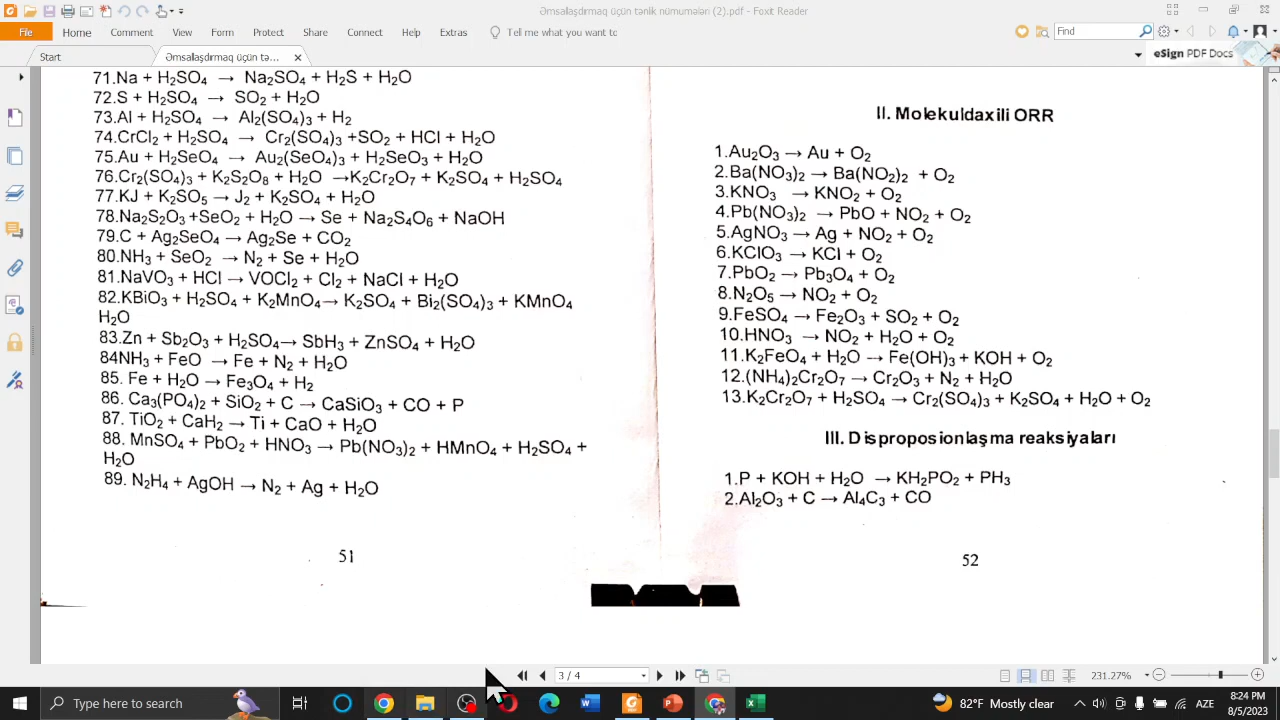 Əmsalaşdırmaq üçün tənlik nümumələri (2).pdf - Foxit Reader
File Home Comment View Form Protect Share Connect Help Extras Tell me what you want to Find
Start Əmsalaşdırmaq üçün tə... eSign PDF Docs
71.Na + H₂SO₄ → Na₂SO₄ + H₂S + H₂O
72.S + H₂SO₄ → SO₂ + H₂O
73.Al + H₂SO₄ → Al₂(SO₄)₃ + H₂
74.CrCl₂ + H₂SO₄ → Cr₂(SO₄)₃ +SO₂ + HCl + H₂O
75.Au + H₂SeO₄ → Au₂(SeO₄)₃ + H₂SeO₃ + H₂O
76.Cr₂(SO₄)₃ + K₂S₂O₈ + H₂O →K₂Cr₂O₇ + K₂SO₄ + H₂SO₄
77.KJ + K₂SO₅ → J₂ + K₂SO₄ + H₂O
78.Na₂S₂O₃ +SeO₂ + H₂O → Se + Na₂S₄O₆ + NaOH
79.C + Ag₂SeO₄ → Ag₂Se + CO₂
80.NH₃ + SeO₂ → N₂ + Se + H₂O
81.NaVO₃ + HCl → VOCl₂ + Cl₂ + NaCl + H₂O
82.KBiO₃ + H₂SO₄ + K₂MnO₄→ K₂SO₄ + Bi₂(SO₄)₃ + KMnO₄
H₂O
83.Zn + Sb₂O₃ + H₂SO₄→ SbH₃ + ZnSO₄ + H₂O
84NH₃ + FeO → Fe + N₂ + H₂O
85. Fe + H₂O → Fe₃O₄ + H₂
86. Ca₃(PO₄)₂ + SiO₂ + C → CaSiO₃ + CO + P
87. TiO₂ + CaH₂ → Ti + CaO + H₂O
88. MnSO₄ + PbO₂ + HNO₃ → Pb(NO₃)₂ + HMnO₄ + H₂SO₄ +
H₂O
89. N₂H₄ + AgOH → N₂ + Ag + H₂O
51
II. Molekuldaxili ORR
1.Au₂O₃ → Au + O₂
2.Ba(NO₃)₂ → Ba(NO₂)₂ + O₂
3.KNO₃ → KNO₂ + O₂
4.Pb(NO₃)₂ → PbO + NO₂ + O₂
5.AgNO₃ → Ag + NO₂ + O₂
6.KClO₃ → KCl + O₂
7.PbO₂ → Pb₃O₄ + O₂
8.N₂O₅ → NO₂ + O₂
9.FeSO₄ → Fe₂O₃ + SO₂ + O₂
10.HNO₃ → NO₂ + H₂O + O₂
11.K₂FeO₄ + H₂O → Fe(OH)₃ + KOH + O₂
12.(NH₄)₂Cr₂O₇ → Cr₂O₃ + N₂ + H₂O
13.K₂Cr₂O₇ + H₂SO₄ → Cr₂(SO₄)₃ + K₂SO₄ + H₂O + O₂
III. Disproposionlaşma reaksiyaları
1.P + KOH + H₂O → KH₂PO₂ + PH₃
2.Al₂O₃ + C → Al₄C₃ + CO
52
3 / 4 231.27%
Type here to search 82°F Mostly clear AZE 8:24 PM
8/5/2023